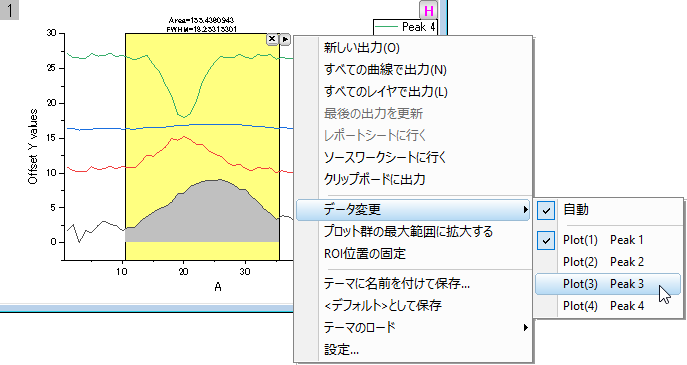 1
H
Area=155.4380943
FWHM=18.23315301
Peak 4
30
25
20
15
10
5
0
Offset Y values
10
20
30
A
新しい出力(O)
すべての曲線で出力(N)
すべてのレイヤで出力(L)
最後の出力を更新
レポートシートに行く
ソースワークシートに行く
クリップボードに出力
データ変更
プロット群の最大範囲に拡大する
ROI位置の固定
テーマに名前を付けて保存...
<デフォルト>として保存
テーマのロード
設定...
自動
Plot(1) Peak 1
Plot(2) Peak 2
Plot(3) Peak 3
Plot(4) Peak 4